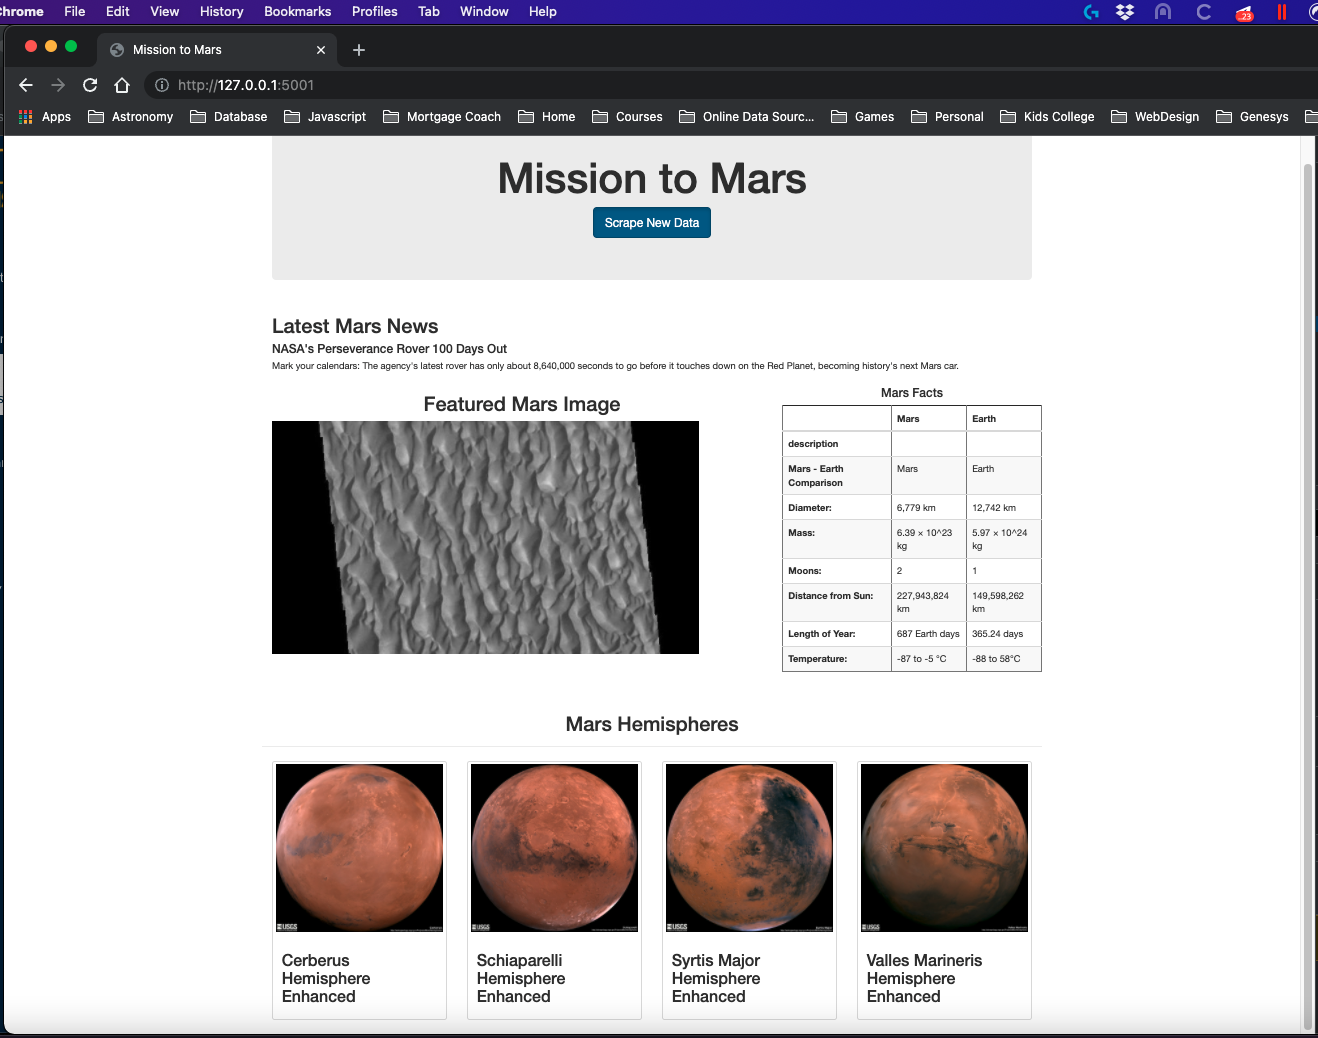 Chrome File Edit View History Bookmarks Profiles Tab Window Help
23
Mission to Mars
http://127.0.0.1:5001
Apps Astronomy Database Javascript Mortgage Coach Home Courses Online Data Sourc... Games Personal Kids College WebDesign Genesys
Mission to Mars
Scrape New Data
Latest Mars News
NASA's Perseverance Rover 100 Days Out
Mark your calendars: The agency's latest rover has only about 8,640,000 seconds to go before it touches down on the Red Planet, becoming history's next Mars car.
Featured Mars Image
Mars Facts
Mars Earth
description
Mars - Earth Comparison Mars Earth
Diameter: 6,779 km 12,742 km
Mass: 6.39 × 10^23 kg 5.97 × 10^24 kg
Moons: 2 1
Distance from Sun: 227,943,824 km 149,598,262 km
Length of Year: 687 Earth days 365.24 days
Temperature: -87 to -5 °C -88 to 58°C
Mars Hemispheres
USGS USGS USGS USGS
Cerberus
Hemisphere
Enhanced
Schiaparelli
Hemisphere
Enhanced
Syrtis Major
Hemisphere
Enhanced
Valles Marineris
Hemisphere
Enhanced